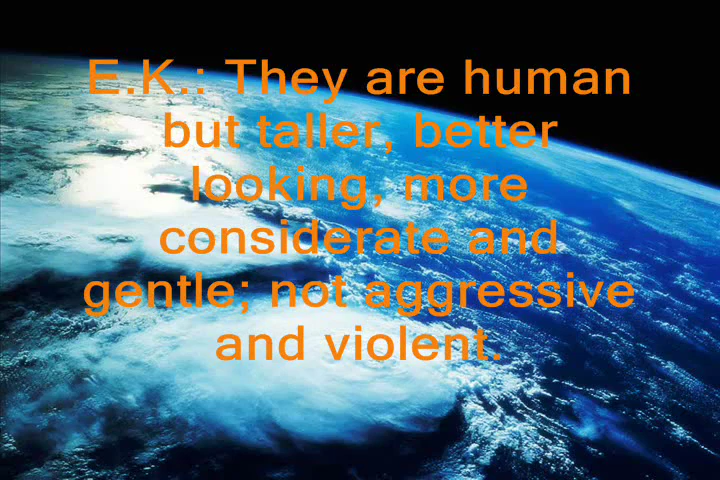 E.K.: They are human
but taller, better
looking, more
considerate and
gentle; not aggressive
and violent.